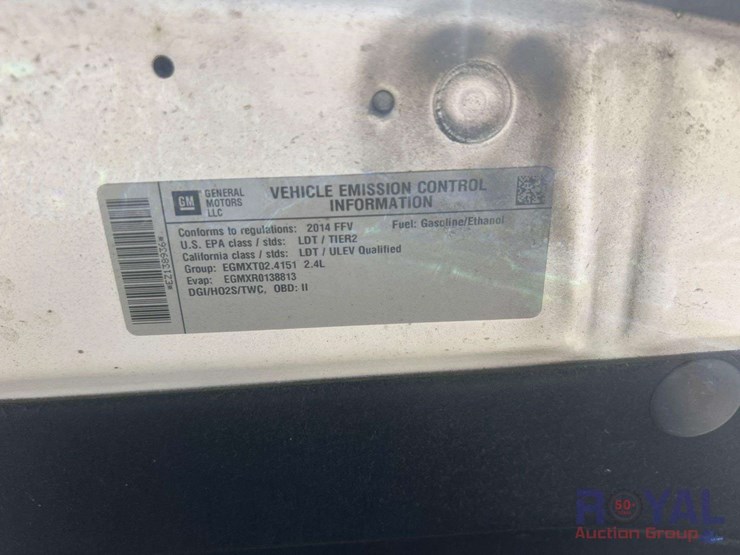 GM
GENERAL
MOTORS
LLC
VEHICLE EMISSION CONTROL
INFORMATION
Conforms to regulations: 2014 FFV Fuel: Gasoline/Ethanol
U.S. EPA class / stds: LDT / TIER2
California class / stds: LDT / ULEV Qualified
Group: EGMXT02.4151 2.4L
Evap: EGMXR0138813
DGI/HO2S/TWC, OBD: II
*EZ138936*
ROYAL
Auction Group